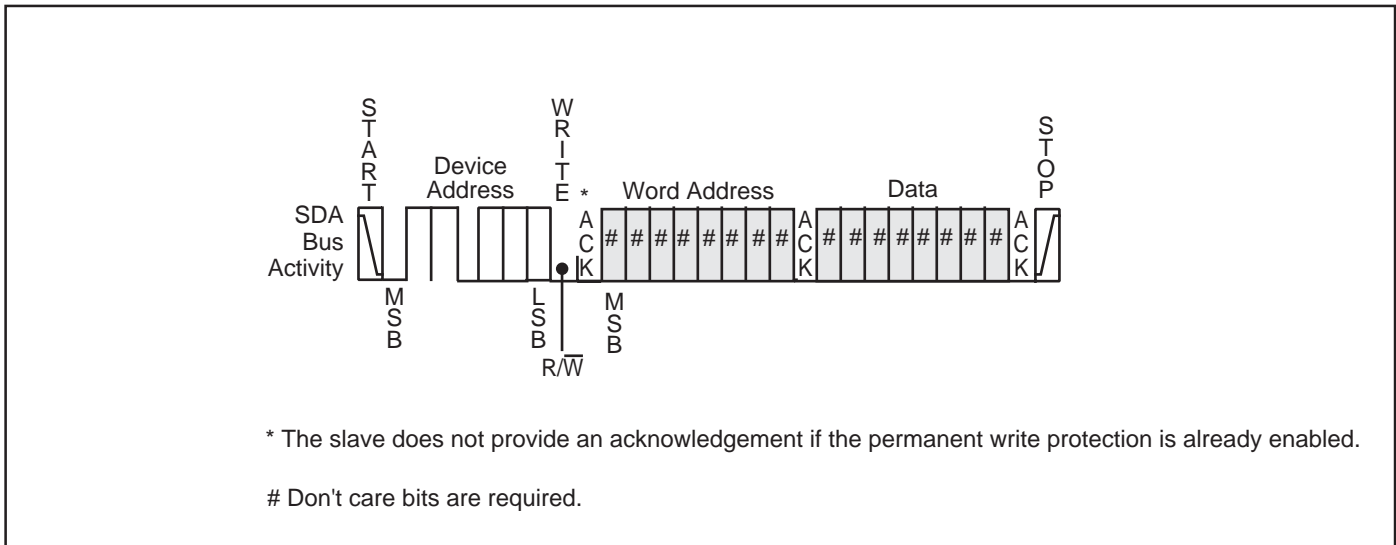 START
WRITE
STOP
Device
Address
*
Word Address
Data
SDA
Bus
Activity
ACK
# # # # # # # #
ACK
# # # # # # # #
ACK
MSB
LSB
MSB
R/W̅
* The slave does not provide an acknowledgement if the permanent write protection is already enabled.
# Don't care bits are required.